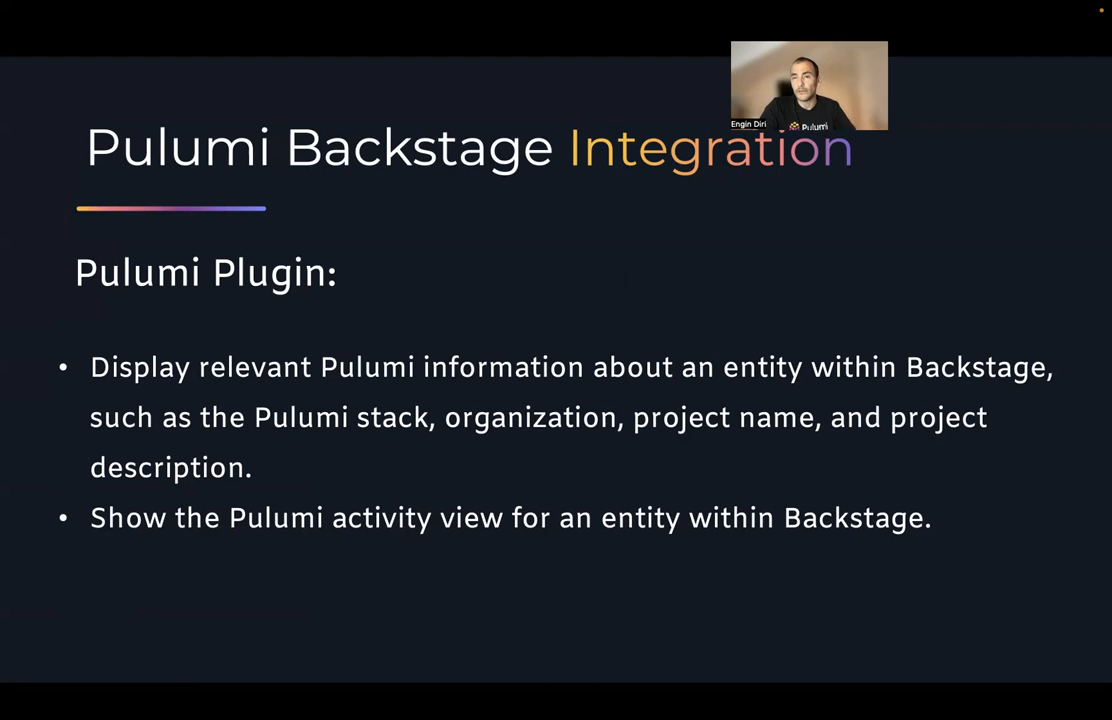 Engin Diri
Pulumi
Pulumi Backstage Integration
Pulumi Plugin:
• Display relevant Pulumi information about an entity within Backstage,
such as the Pulumi stack, organization, project name, and project
description.
• Show the Pulumi activity view for an entity within Backstage.